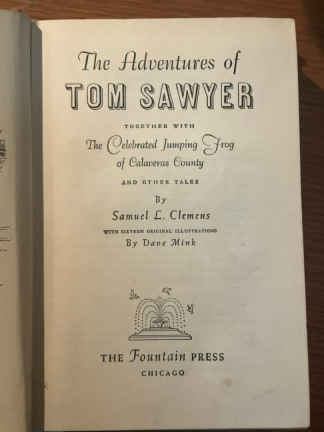 The Adventures of
TOM SAWYER
TOGETHER WITH
The Celebrated Jumping Frog
of Calaveras County
AND OTHER TALES
By
Samuel L. Clemens
WITH SIXTEEN ORIGINAL ILLUSTRATIONS
By Dave Mink
THE Fountain PRESS
CHICAGO